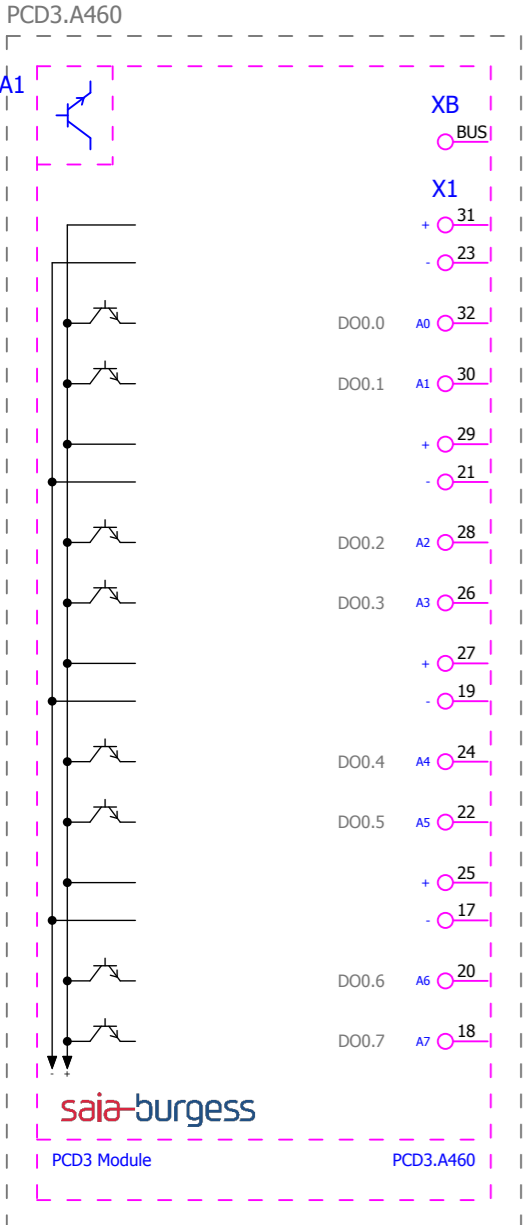 PCD3.A460
A1
XB
BUS
X1
+ 31
- 23
DO0.0 A0 32
DO0.1 A1 30
+ 29
- 21
DO0.2 A2 28
DO0.3 A3 26
+ 27
- 19
DO0.4 A4 24
DO0.5 A5 22
+ 25
- 17
DO0.6 A6 20
DO0.7 A7 18
- +
saia-burgess
PCD3 Module PCD3.A460